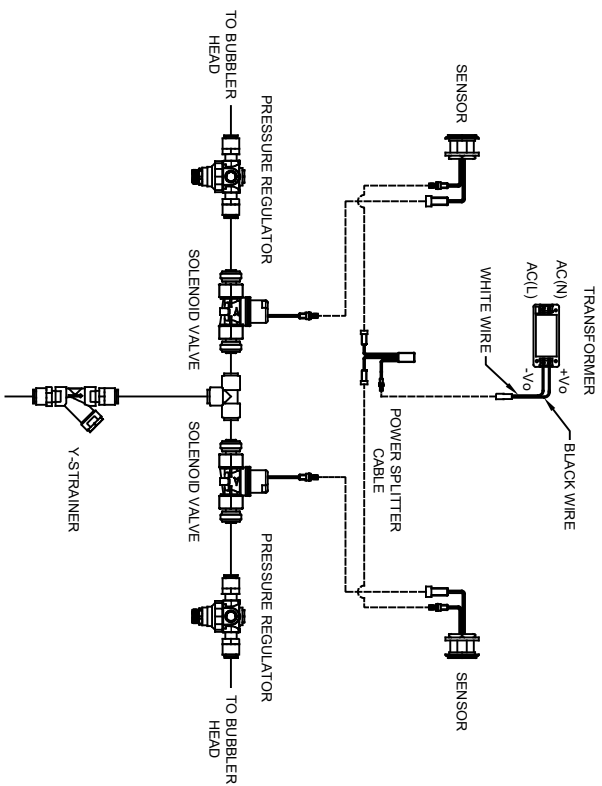 TRANSFORMER
AC(N)
AC(L)
+Vo
-Vo
WHITE WIRE
BLACK WIRE
SENSOR
SENSOR
POWER SPLITTER
CABLE
TO BUBBLER
HEAD
PRESSURE REGULATOR
SOLENOID VALVE
SOLENOID VALVE
PRESSURE REGULATOR
TO BUBBLER
HEAD
Y-STRAINER